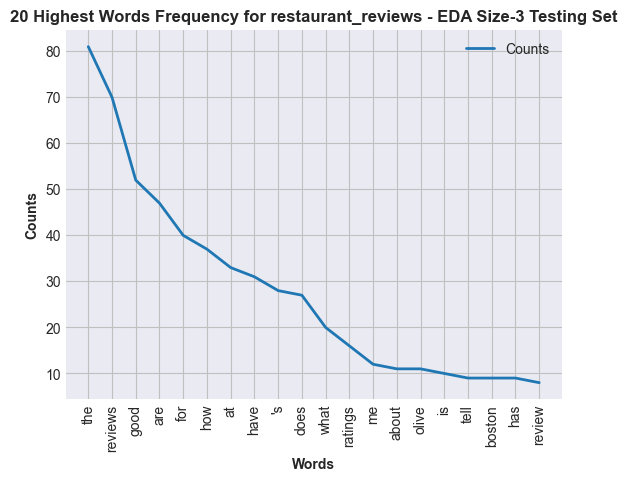 20 Highest Words Frequency for restaurant_reviews - EDA Size-3 Testing Set
Counts
80
70
60
50
40
30
20
10
Counts
the
reviews
good
are
for
how
at
have
's
does
what
ratings
me
about
olive
is
tell
boston
has
review
Words